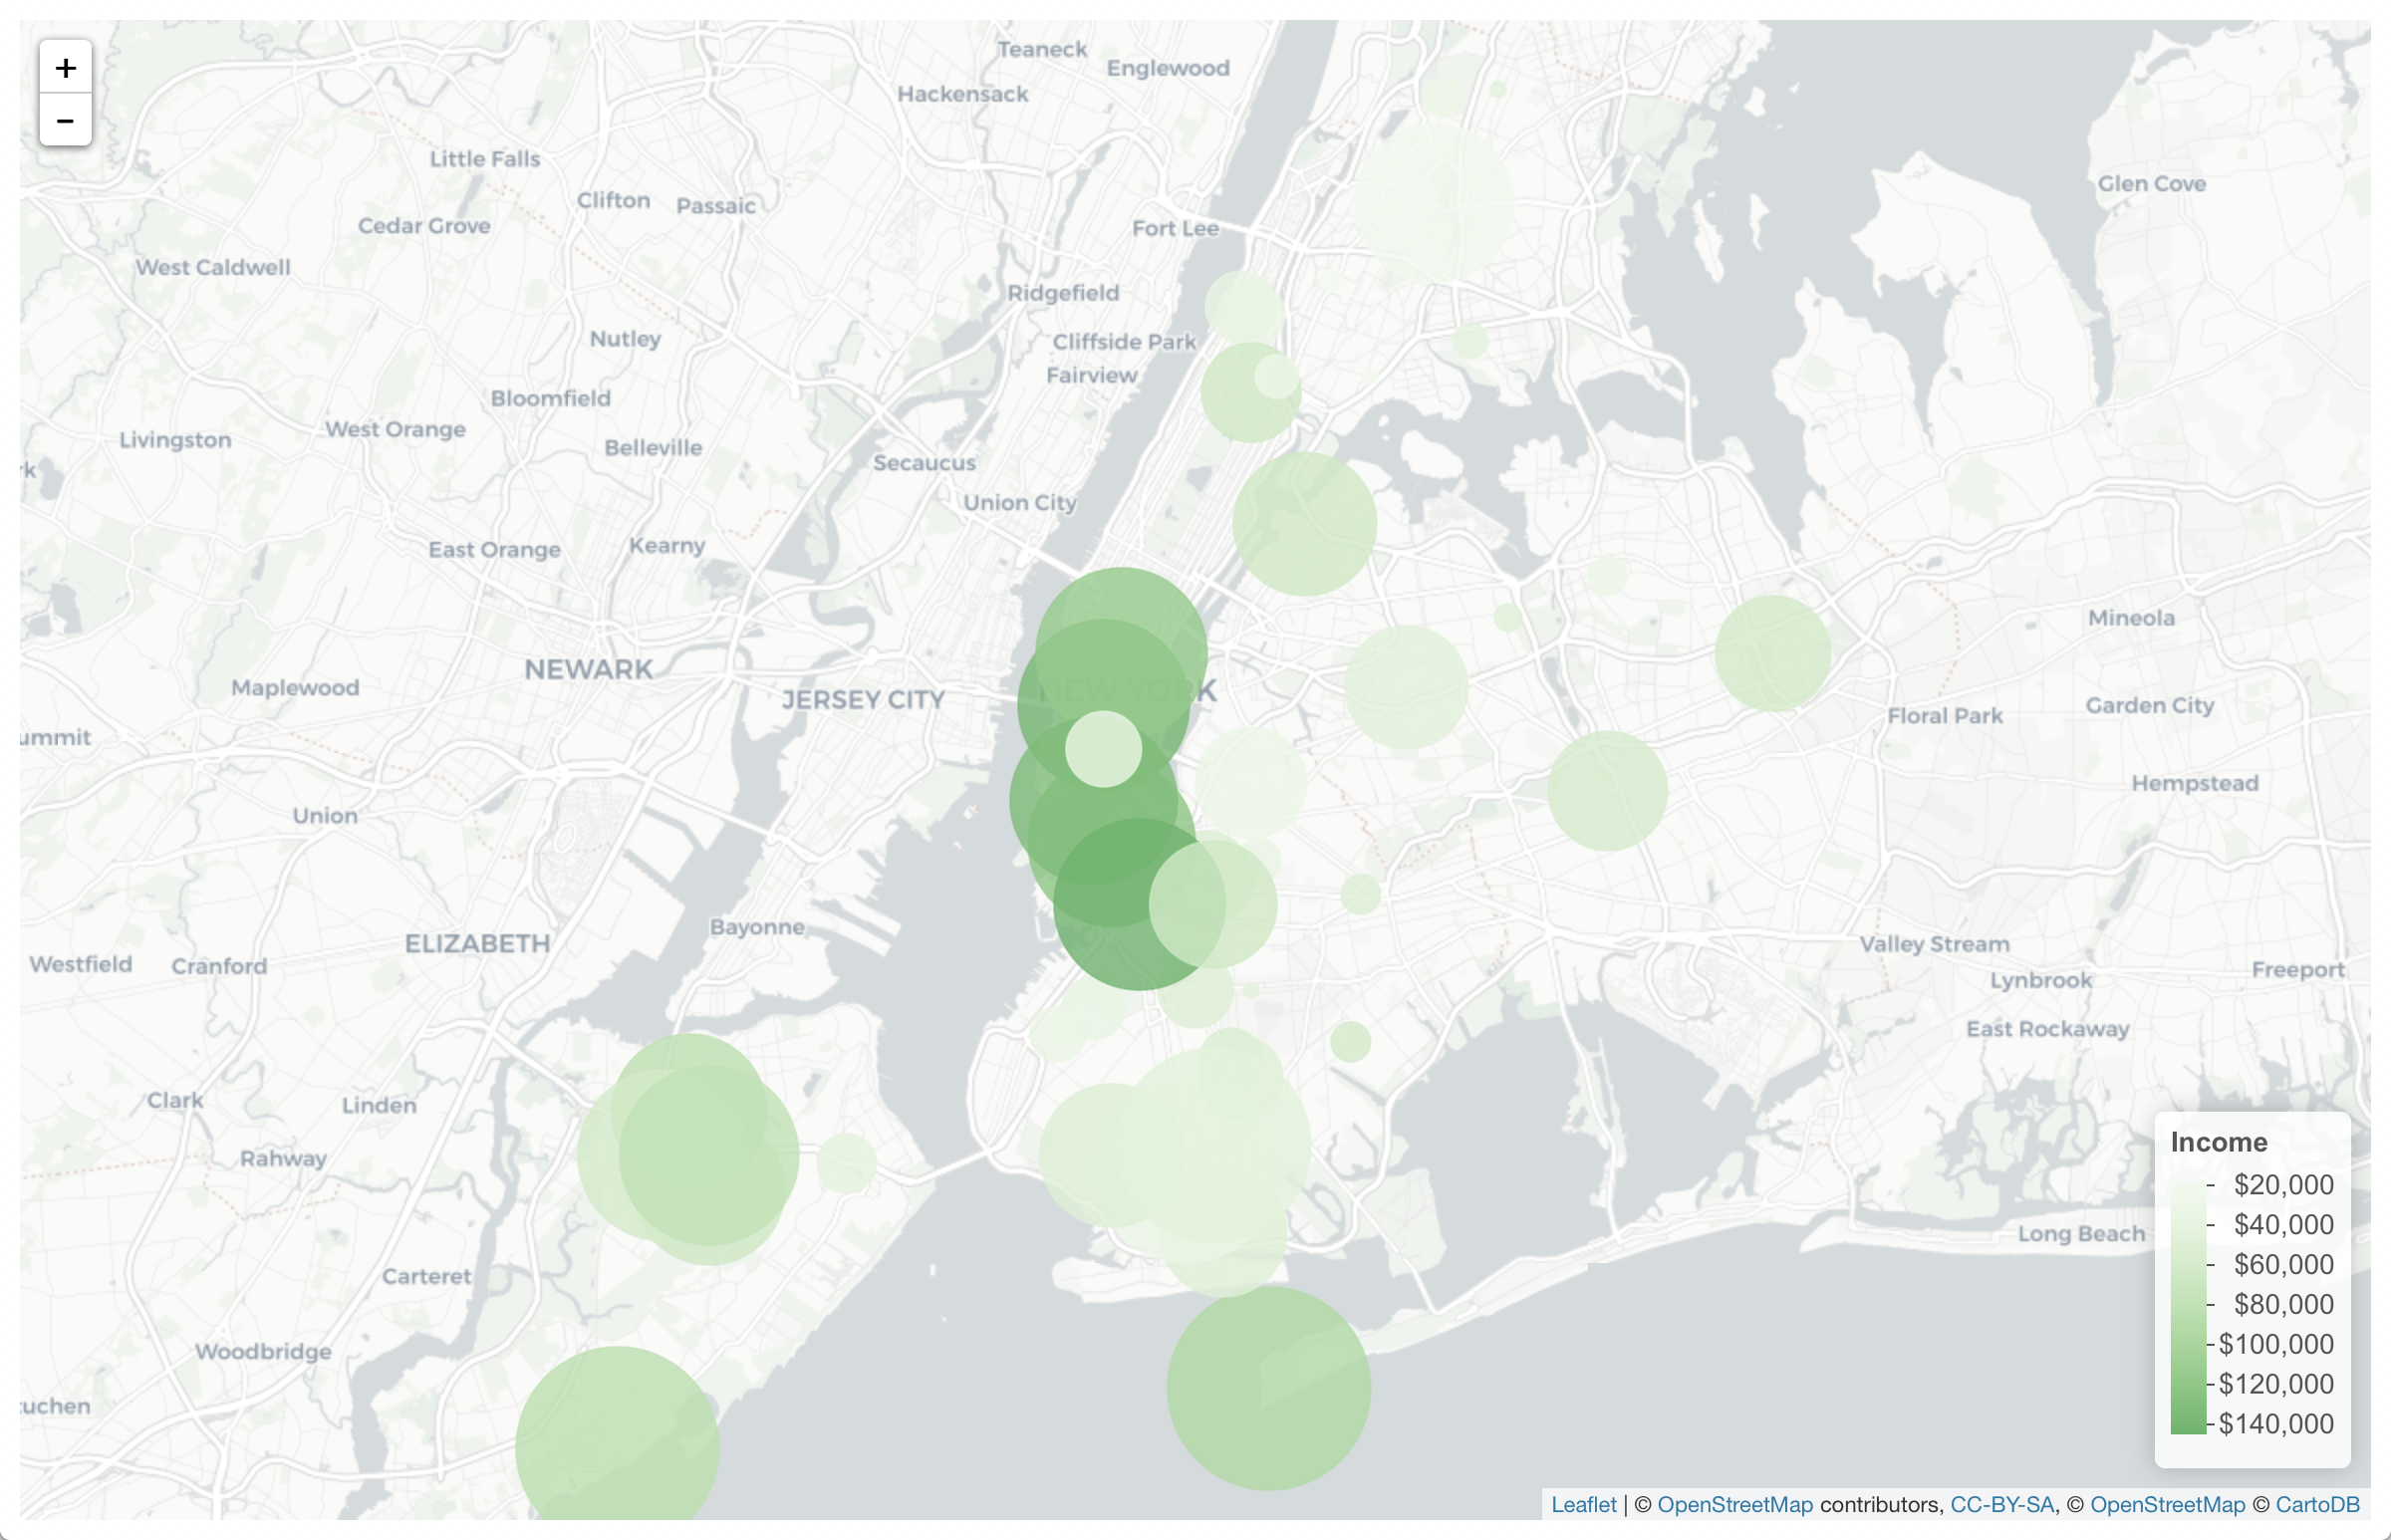 +
−
Teaneck
Englewood
Hackensack
Little Falls
Clifton
Passaic
Glen Cove
Cedar Grove
Fort Lee
West Caldwell
Ridgefield
Nutley
Cliffside Park
Fairview
Bloomfield
West Orange
Livingston
Belleville
Secaucus
rk
Union City
East Orange
Kearny
Mineola
NEWARK
Maplewood
JERSEY CITY
NEW YORK
Garden City
Floral Park
ummit
Hempstead
Union
Bayonne
ELIZABETH
Valley Stream
Westfield
Cranford
Freeport
Lynbrook
East Rockaway
Clark
Linden
Rahway
Long Beach
Carteret
Woodbridge
tuchen
Income
$20,000
$40,000
$60,000
$80,000
$100,000
$120,000
$140,000
Leaflet | © OpenStreetMap contributors, CC-BY-SA, © OpenStreetMap © CartoDB